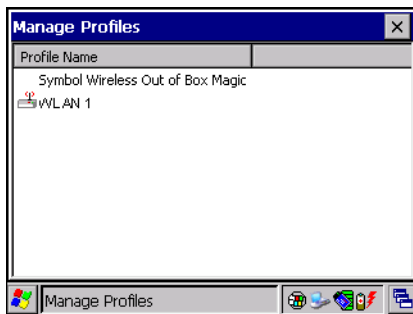 Manage Profiles
Profile Name
Symbol Wireless Out of Box Magic
WLAN 1
Manage Profiles